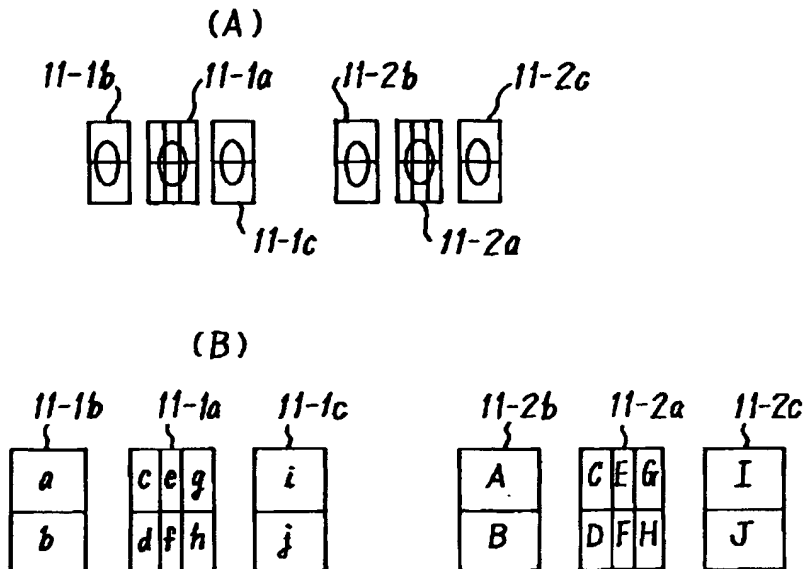 (A)
11-1b 11-1a 11-2b 11-2c
11-1c 11-2a
(B)
11-1b 11-1a 11-1c 11-2b 11-2a 11-2c
a c e g i A C E G I
b d f h j B D F H J